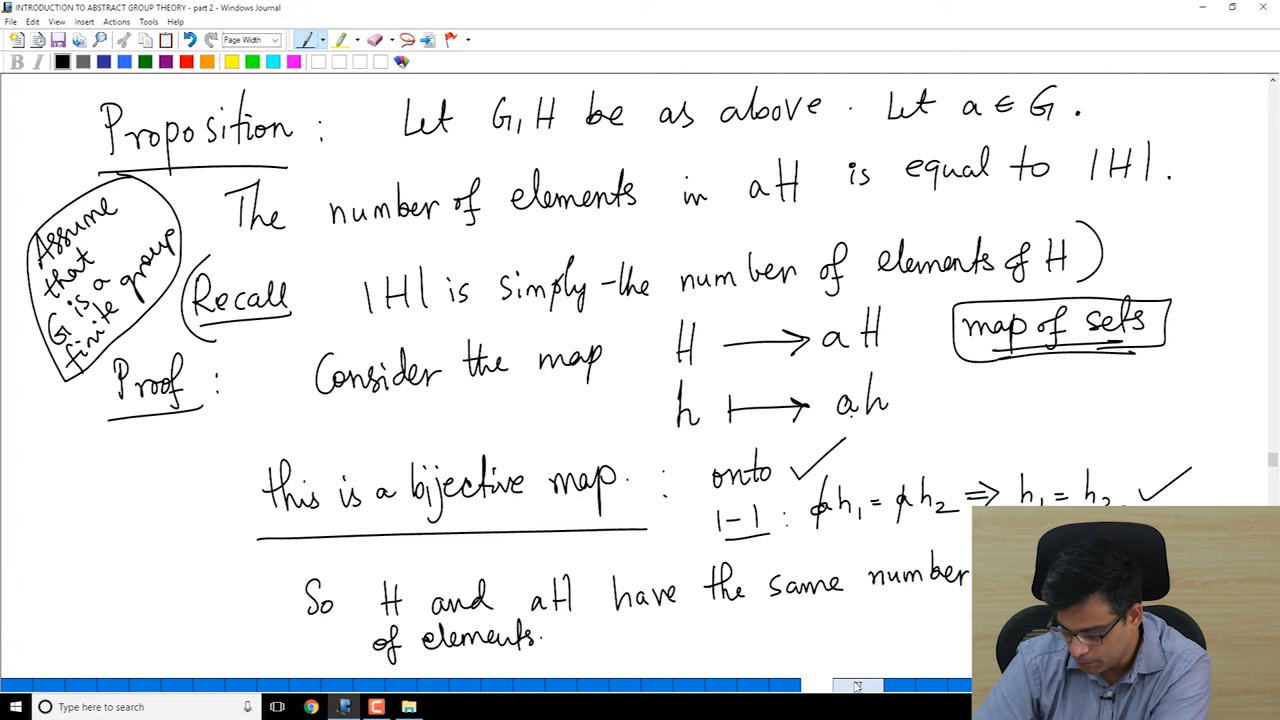 INTRODUCTION TO ABSTRACT GROUP THEORY - part 2 - Windows Journal
File Edit View Insert Actions Tools Help
Page Width
B I
Proposition : Let G, H be as above. Let a ∈ G.
The number of elements in aH is equal to |H|.
Assume
that
G is a
finite group
(Recall |H| is simply the number of elements of H)
map of sets
Proof : Consider the map H → aH
h ↦ ah
this is a bijective map. : onto ✓
1-1 : ah₁ = ah₂ ⇒ h₁ = h₂ ✓
So H and aH have the same number
of elements.
Type here to search